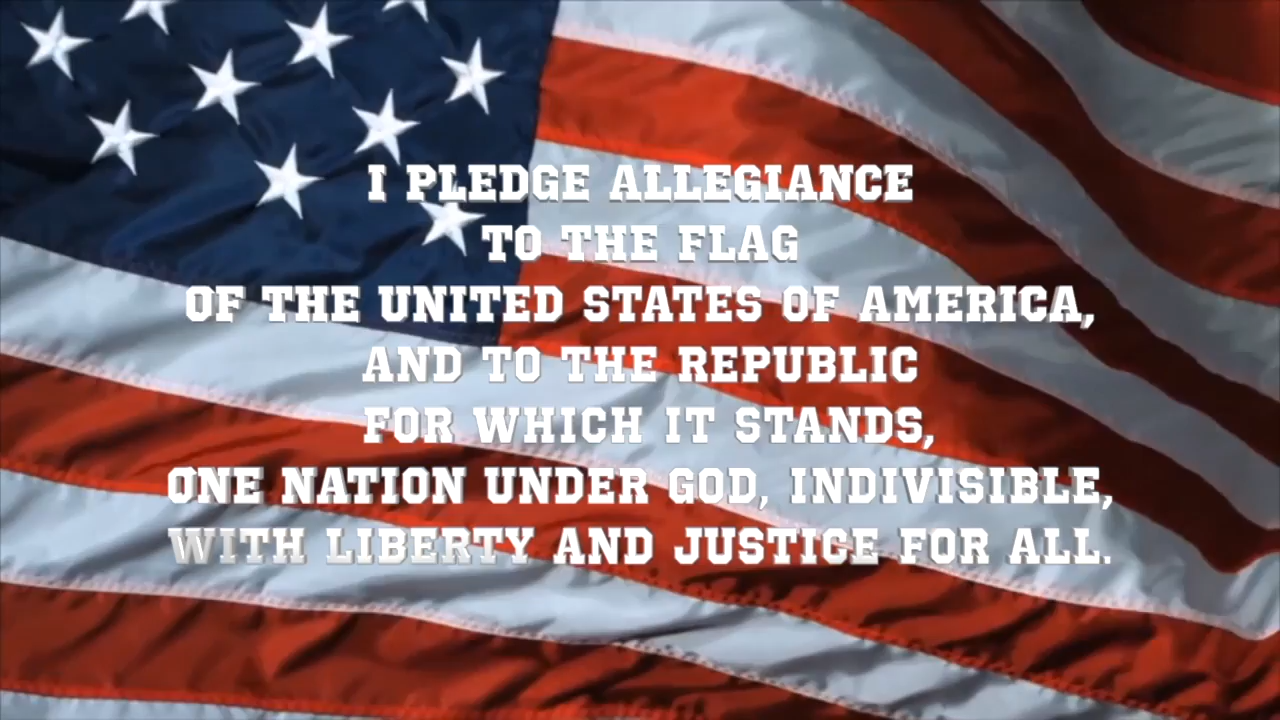 I PLEDGE ALLEGIANCE
TO THE FLAG
OF THE UNITED STATES OF AMERICA,
AND TO THE REPUBLIC
FOR WHICH IT STANDS,
ONE NATION UNDER GOD, INDIVISIBLE,
WITH LIBERTY AND JUSTICE FOR ALL.